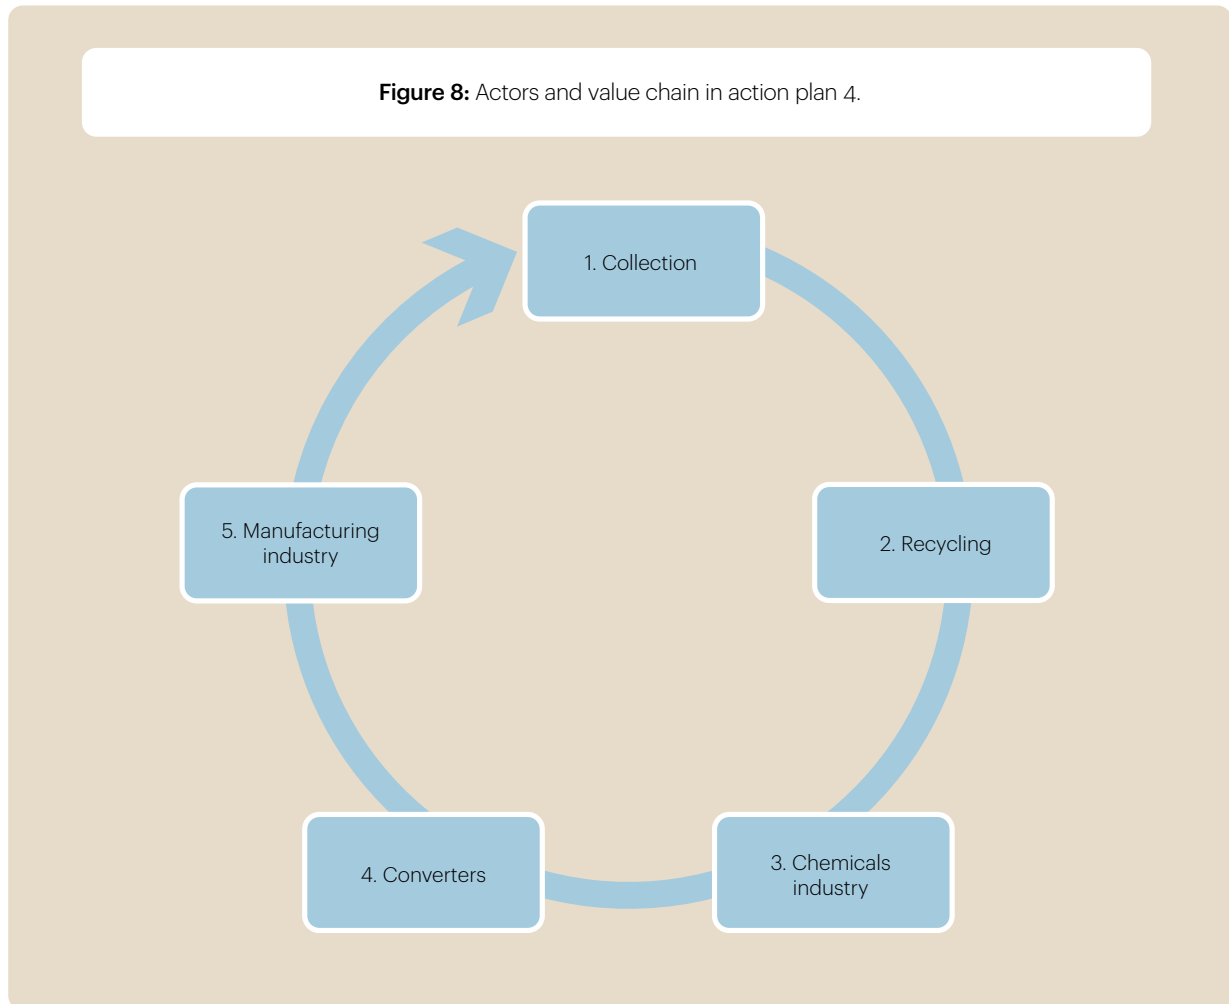 Figure 8: Actors and value chain in action plan 4.
1. Collection
2. Recycling
3. Chemicals
industry
4. Converters
5. Manufacturing
industry